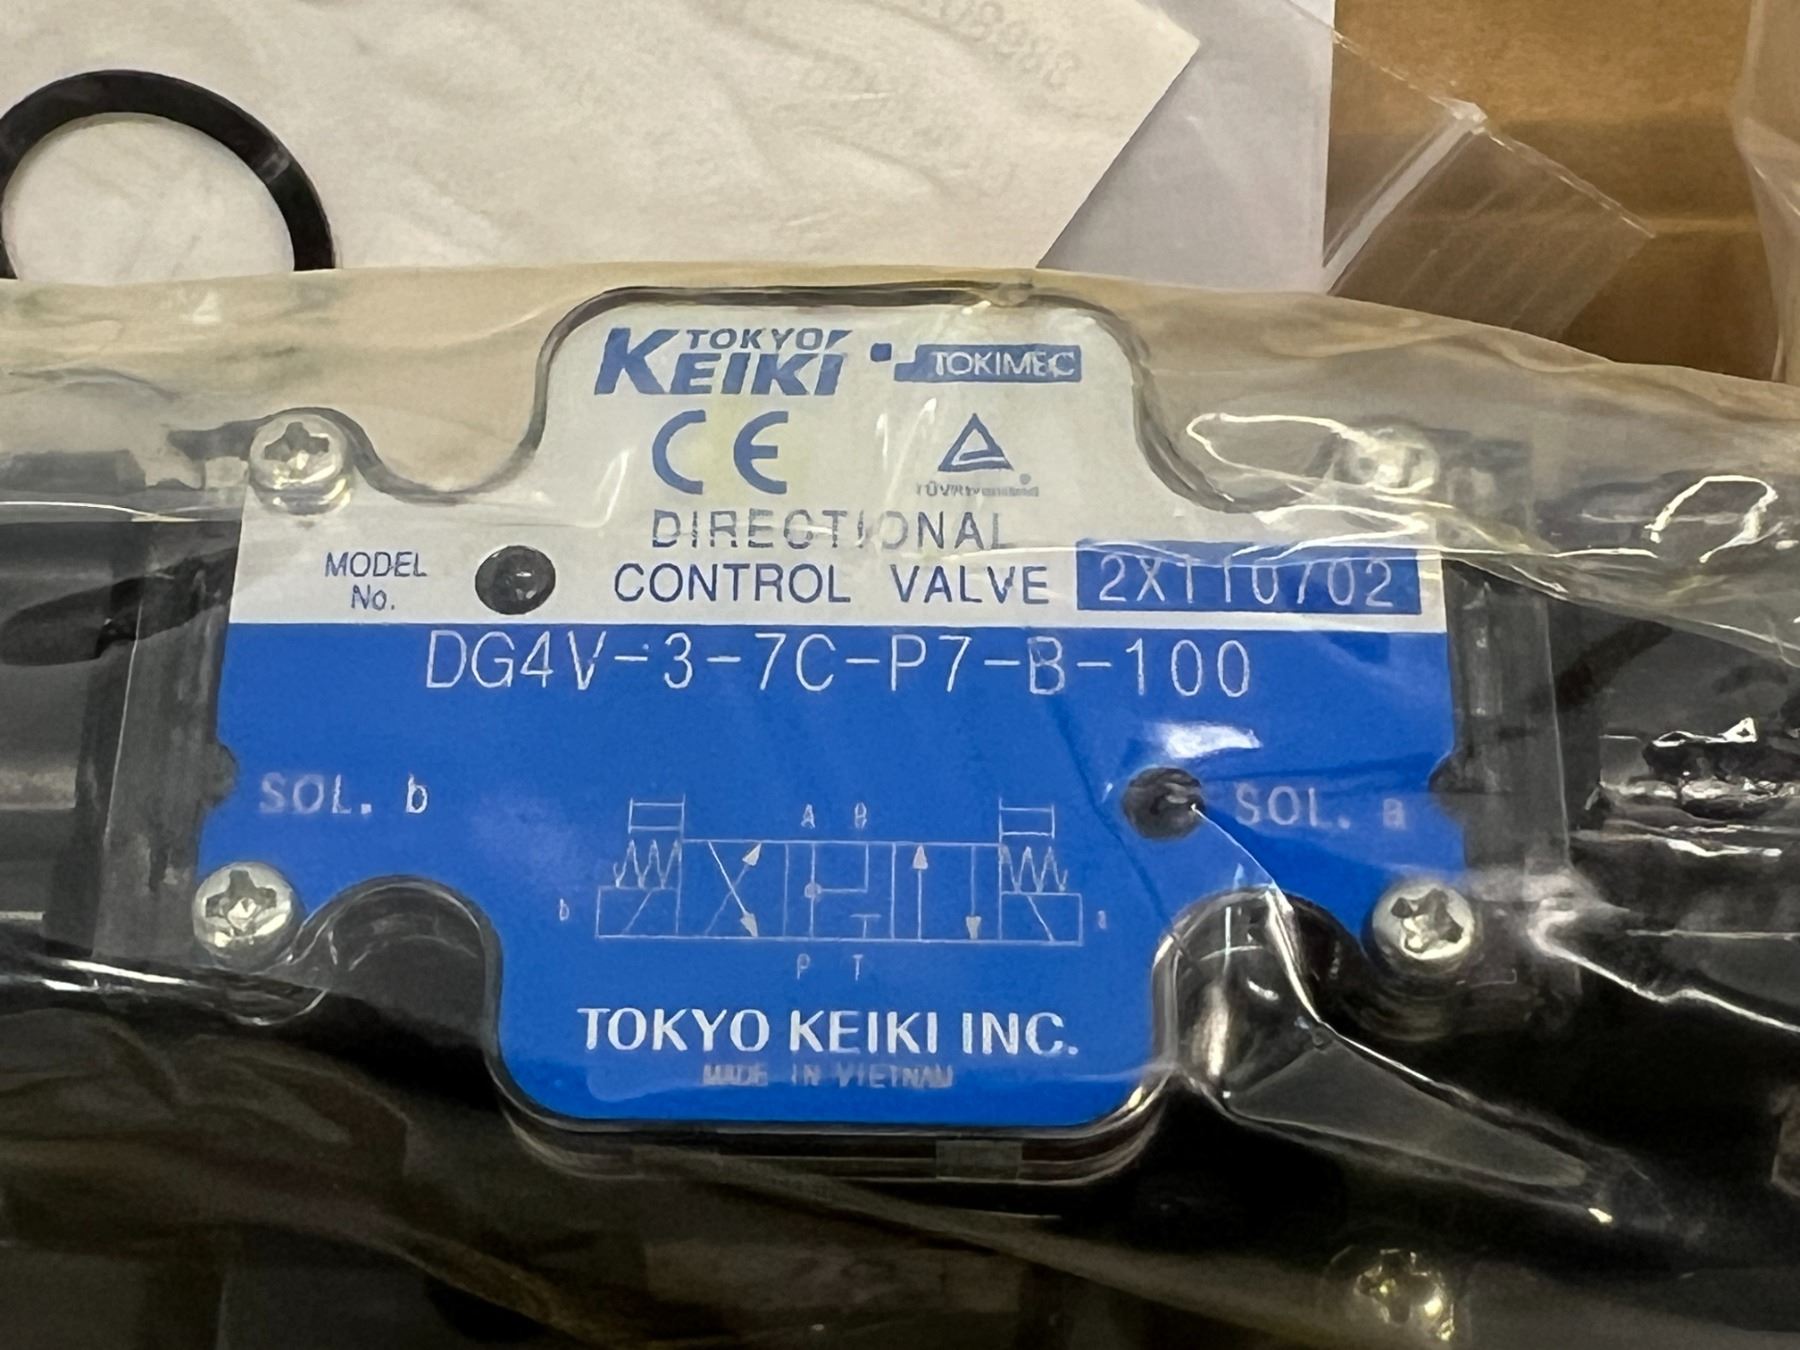 TOKYO
KEIKI TOKIMEC
CE
TÜVRheinland
DIRECTIONAL
MODEL No.
CONTROL VALVE 2X110702
DG4V-3-7C-P7-B-100
SOL. b
SOL. a
A B
b
a
P T
TOKYO KEIKI INC.
MADE IN VIETNAM